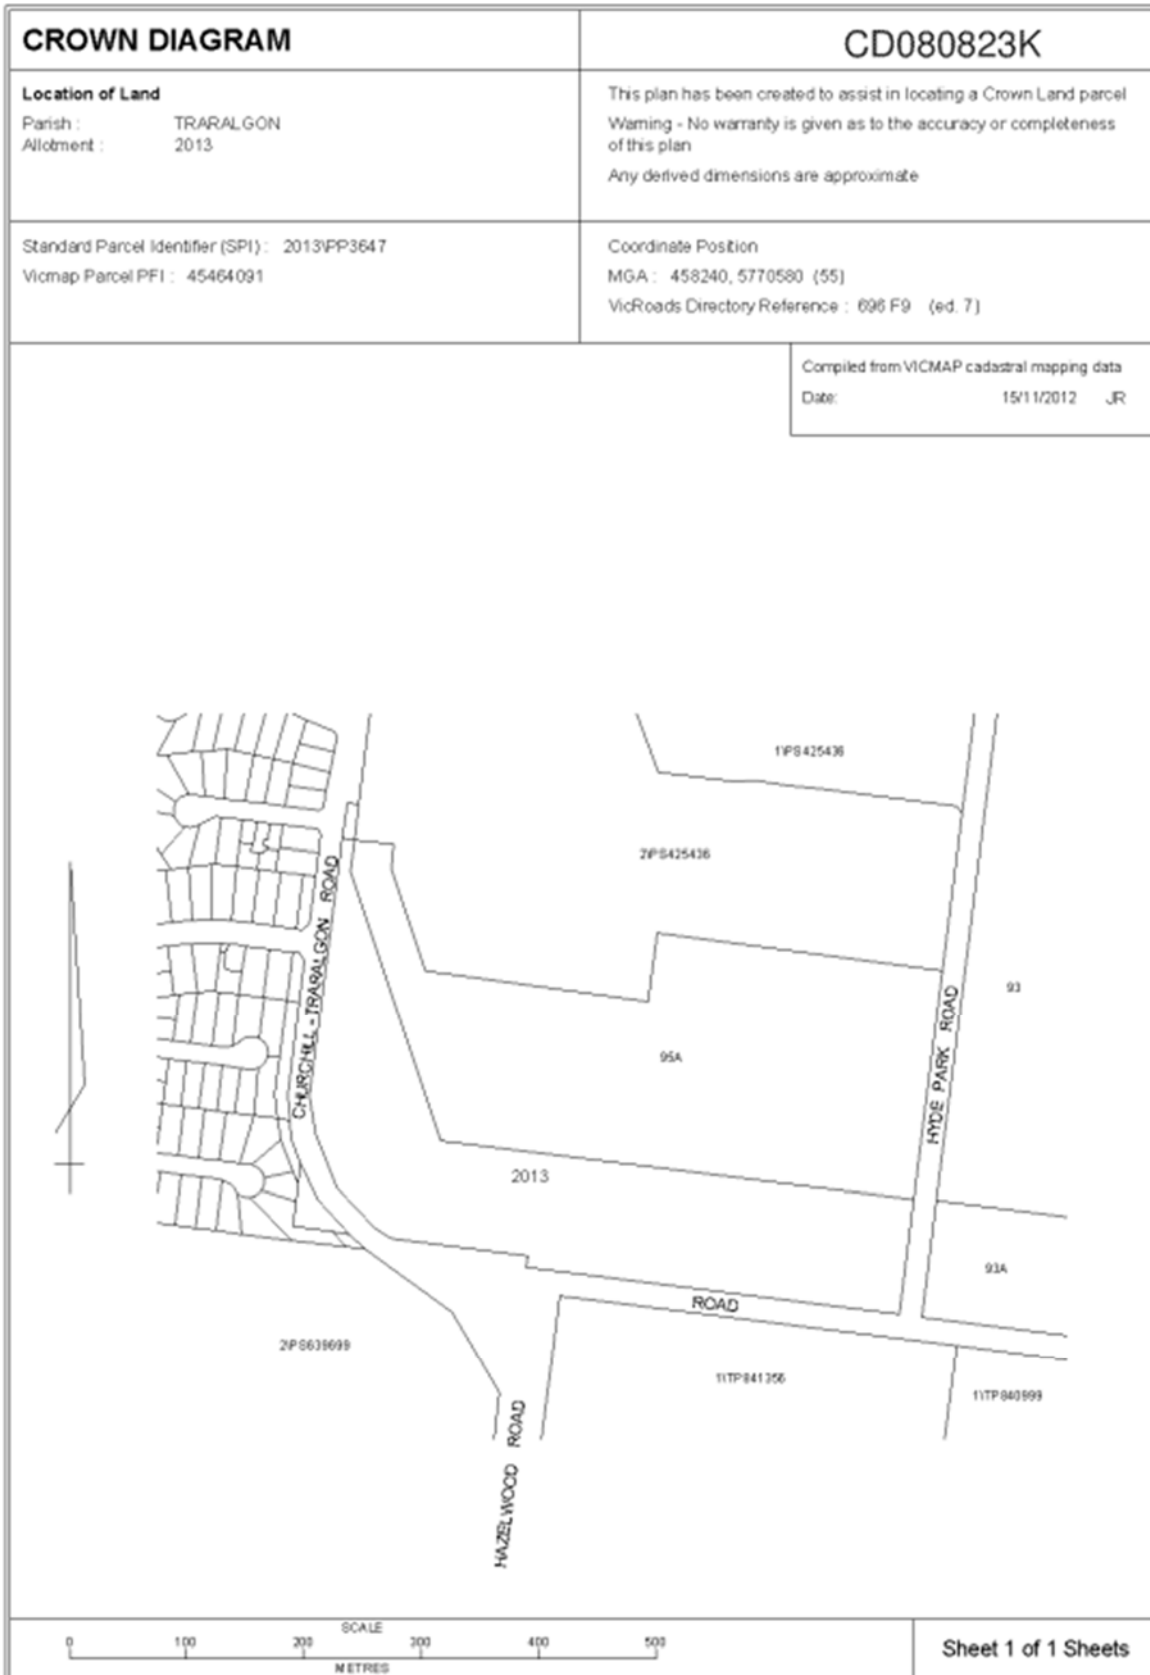 CROWN DIAGRAM
CD080823K
Location of Land
Parish : TRARALGON
Allotment : 2013
This plan has been created to assist in locating a Crown Land parcel
Warning - No warranty is given as to the accuracy or completeness
of this plan
Any derived dimensions are approximate
Standard Parcel Identifier (SPI) : 2013\PP3647
Vicmap Parcel PFI : 45464091
Coordinate Position
MGA : 458240, 5770580 (55)
VicRoads Directory Reference : 696 F9 (ed. 7)
Compiled from VICMAP cadastral mapping data
Date: 15/11/2012 JR
1\PS425436
2\PS425436
CHURCHILL - TRARALGON ROAD
93
HYDE PARK ROAD
95A
2013
93A
ROAD
2\PS639699
1\TP841356
1\TP840999
HAZELWOOD ROAD
SCALE
0 100 200 300 400 500
METRES
Sheet 1 of 1 Sheets